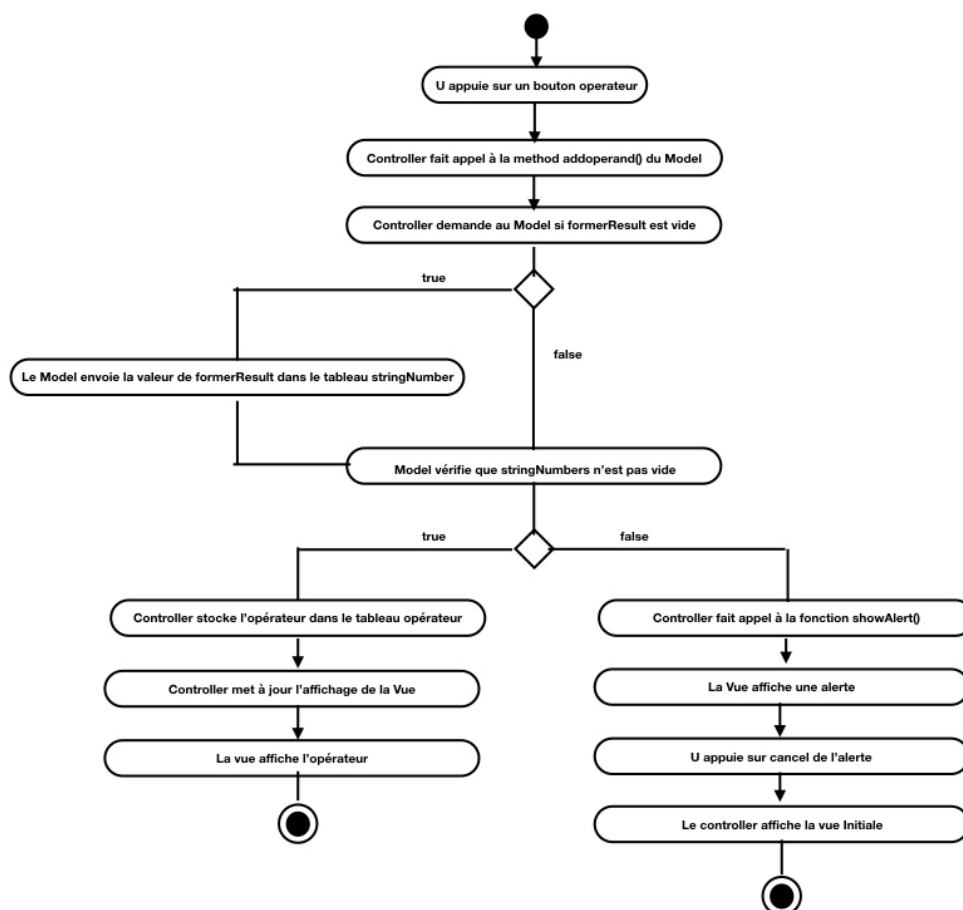 U appuie sur un bouton operateur
Controller fait appel à la method addoperand() du Model
Controller demande au Model si formerResult est vide
true
false
Le Model envoie la valeur de formerResult dans le tableau stringNumber
Model vérifie que stringNumbers n'est pas vide
true
false
Controller stocke l'opérateur dans le tableau opérateur
Controller met à jour l'affichage de la Vue
La vue affiche l'opérateur
Controller fait appel à la fonction showAlert()
La Vue affiche une alerte
U appuie sur cancel de l'alerte
Le controller affiche la vue Initiale